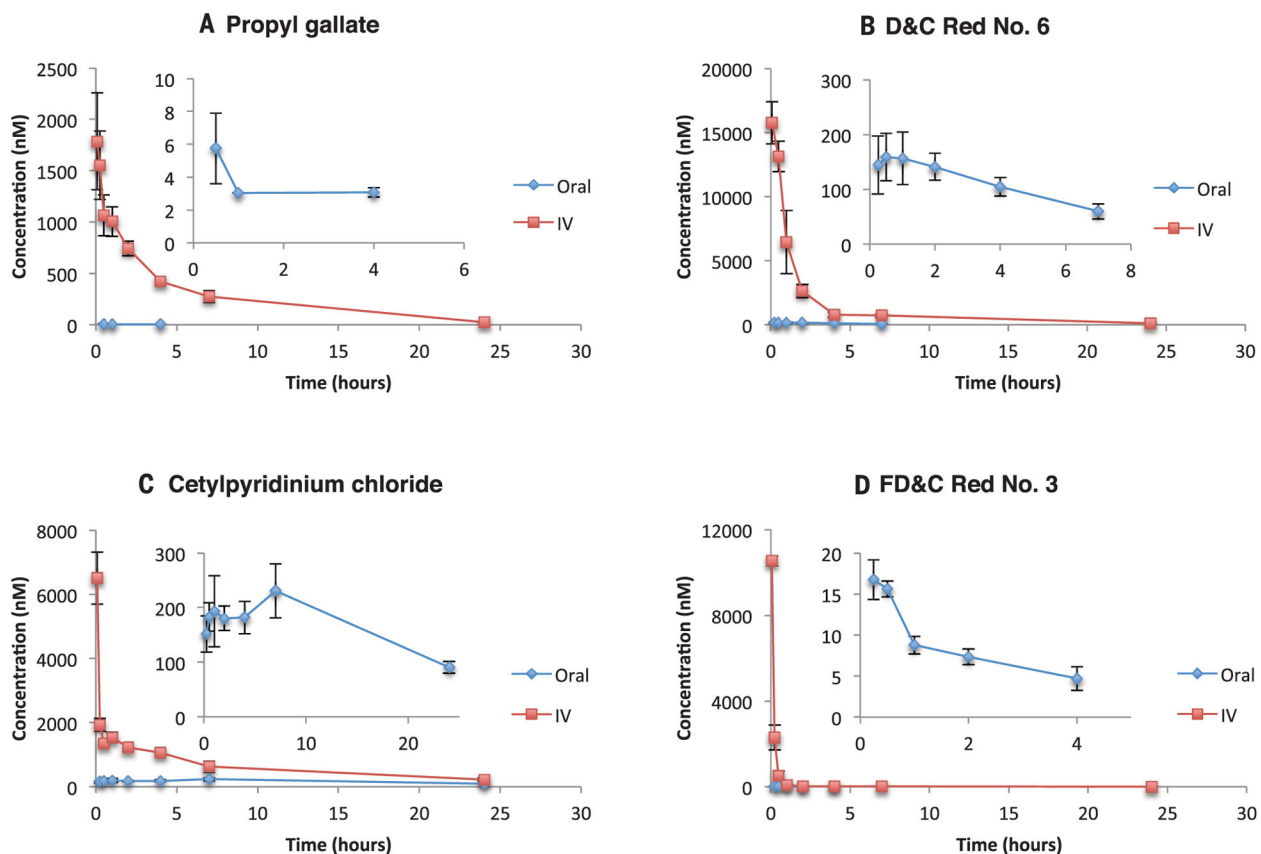 A Propyl gallate
2500
2000
1500
1000
500
0
Concentration (nM)
10
8
6
4
2
0
0 2 4 6
Oral
IV
0 5 10 15 20 25 30
Time (hours)
B D&C Red No. 6
20000
15000
10000
5000
0
Concentration (nM)
300
200
100
0
0 2 4 6 8
Oral
IV
0 5 10 15 20 25 30
Time (hours)
C Cetylpyridinium chloride
8000
6000
4000
2000
0
Concentration (nM)
300
200
100
0
0 10 20
Oral
IV
0 5 10 15 20 25 30
Time (hours)
D FD&C Red No. 3
12000
8000
4000
0
Concentration (nM)
20
15
10
5
0
0 2 4
Oral
IV
0 5 10 15 20 25 30
Time (hours)